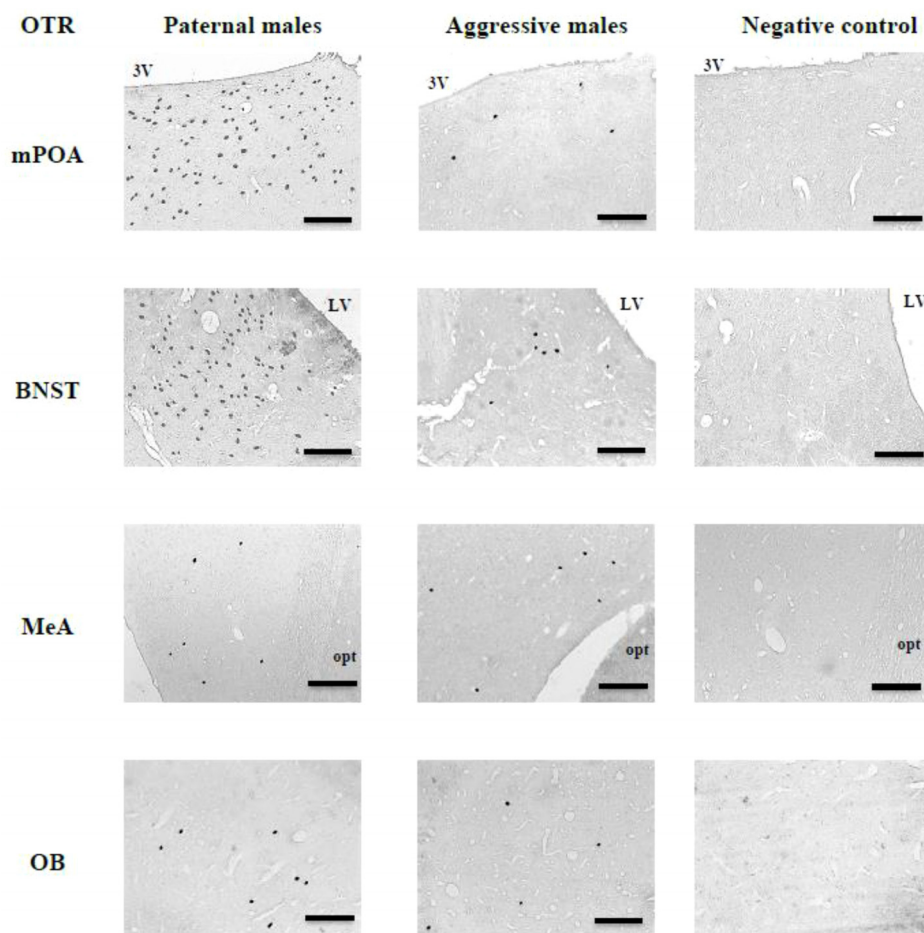 OTR Paternal males Aggressive males Negative control
3V 3V 3V
mPOA
LV LV LV
BNST
MeA
opt opt opt
OB